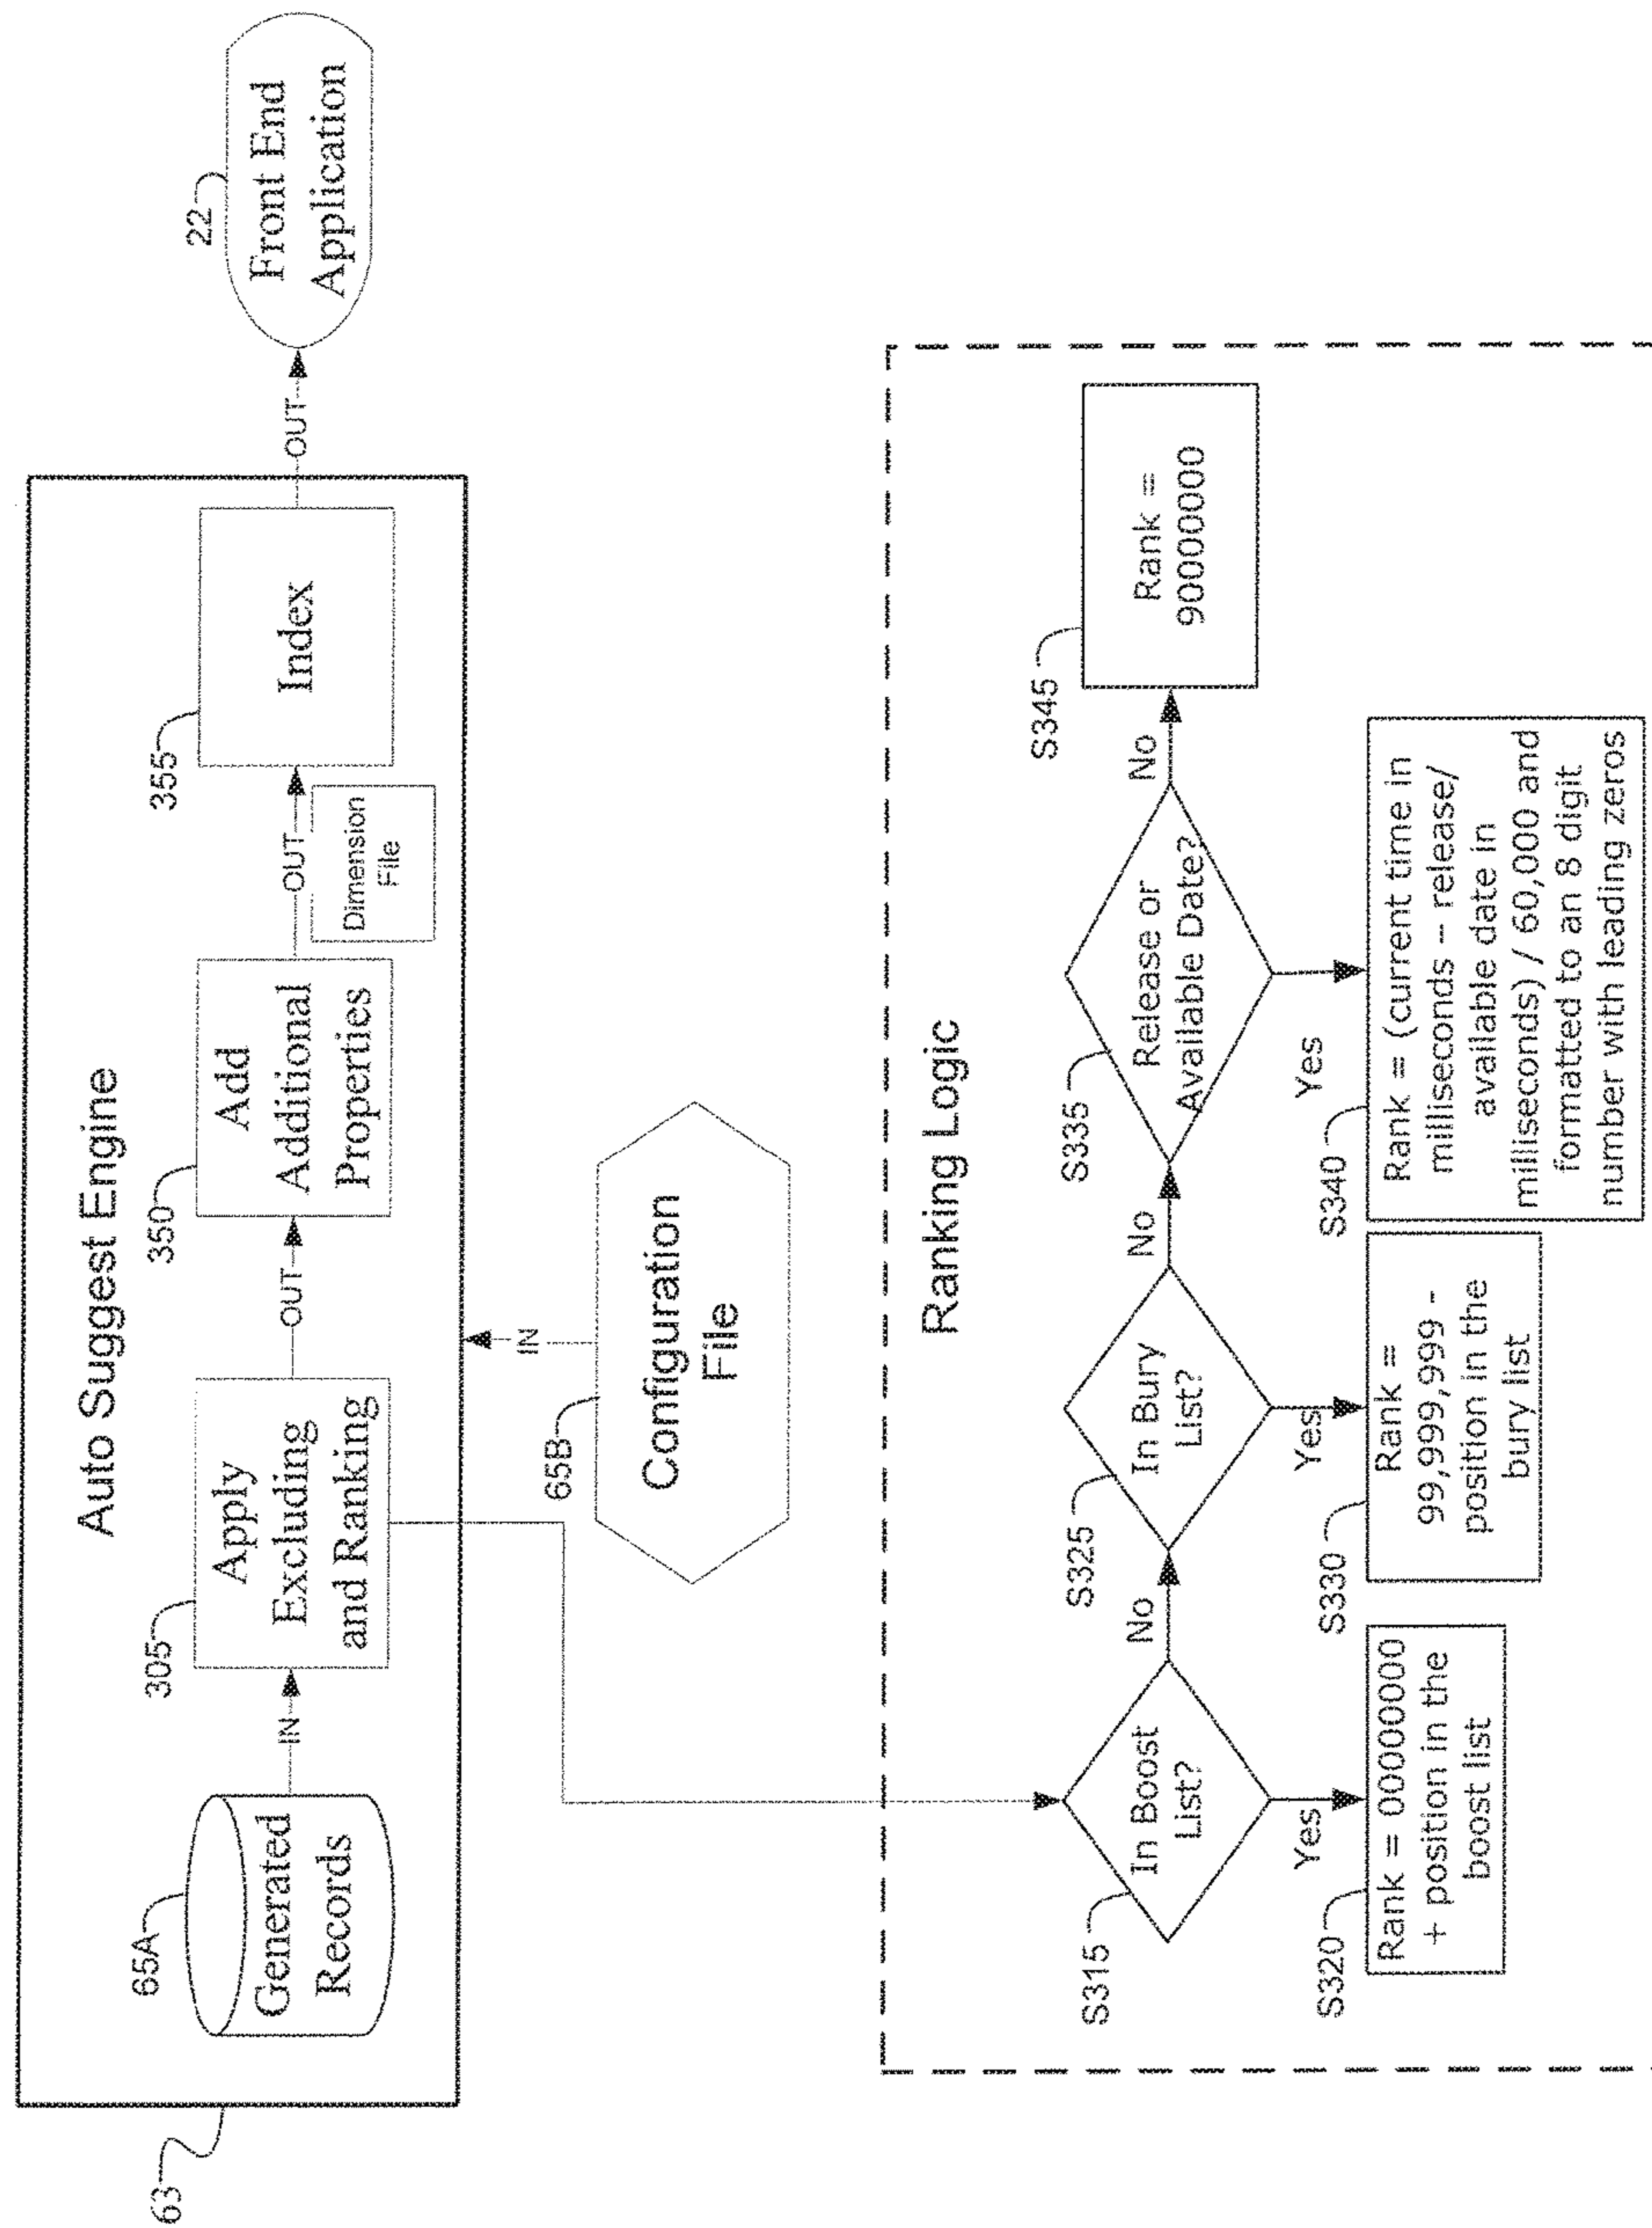 63
Auto Suggest Engine
65A
Generated
Records
IN
305
Apply
Excluding
and Ranking
OUT
350
Add
Additional
Properties
OUT
Dimension
File
355
Index
OUT
22
Front End
Application
IN
65B
Configuration
File
Ranking Logic
S315
In Boost
List?
Yes
No
S320
Rank = 00000000
+ position in the
boost list
S325
In Bury
List?
Yes
No
S330
Rank =
99,9999,999 -
position in the
bury list
S335
Release or
Available Date?
Yes
No
S340
Rank = (current time in
milliseconds – release/
available date in
milliseconds) / 60,000 and
formatted to an 8 digit
number with leading zeros
S345
Rank =
90000000